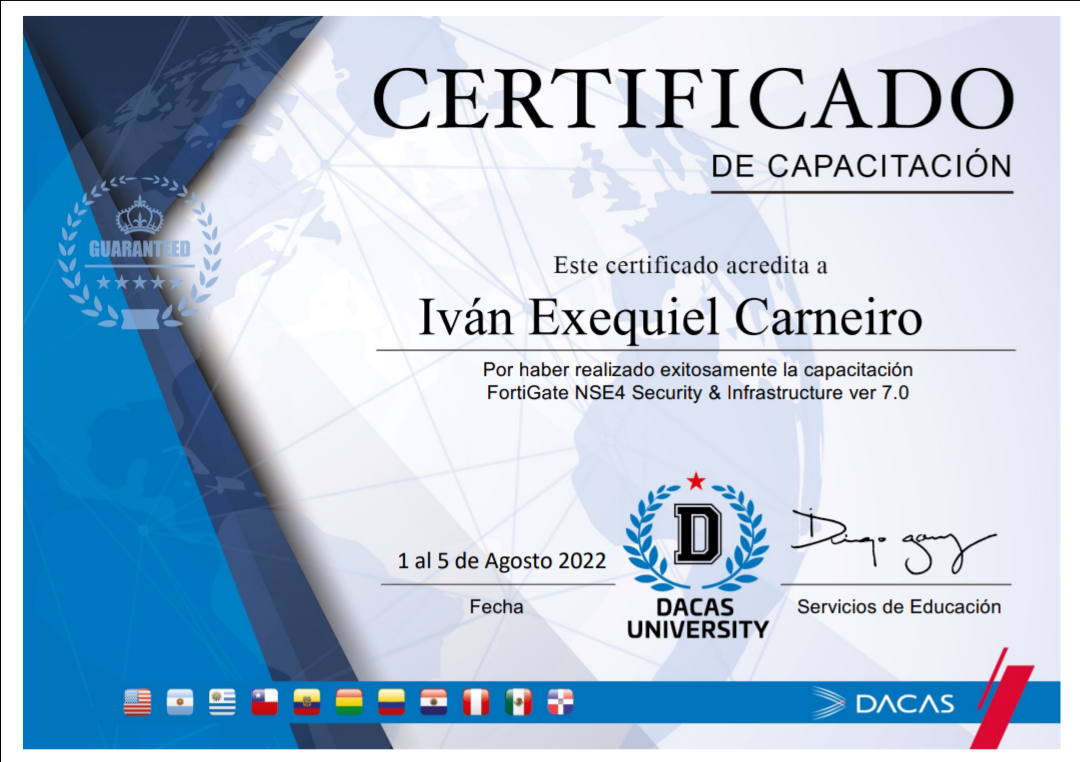 CERTIFICADO
DE CAPACITACIÓN
GUARANTEED
Este certificado acredita a
Iván Exequiel Carneiro
Por haber realizado exitosamente la capacitación
FortiGate NSE4 Security & Infrastructure ver 7.0
D
1 al 5 de Agosto 2022
Fecha
DACAS
UNIVERSITY
Servicios de Educación
DACAS